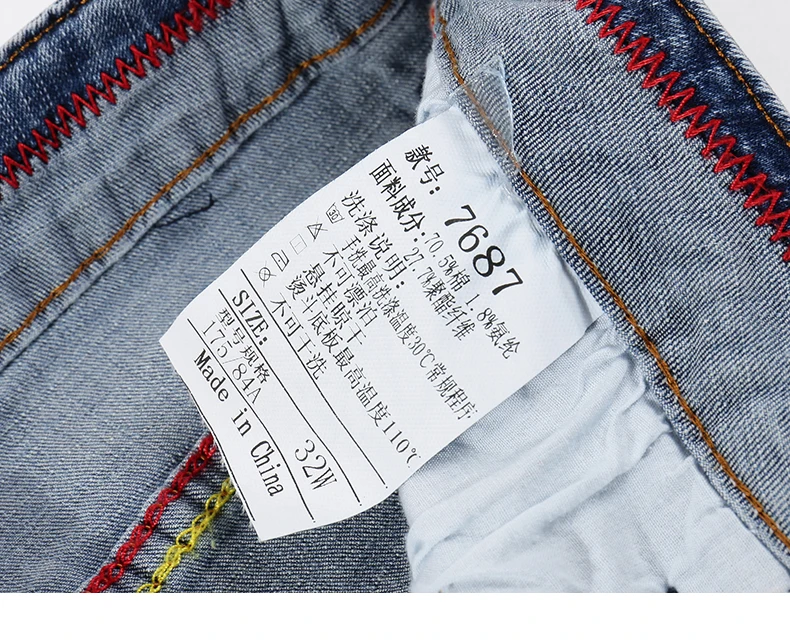 款号: 7687
面料成分: 70.5%棉 1.8%氨纶
27.7%聚酯纤维
洗涤说明:
手洗最高洗涤温度30℃常规程序
不可漂泊
悬挂晾干
熨斗底板最高温度110℃
不可干洗
SIZE:
型号规格
175/84A 32W
Made in China